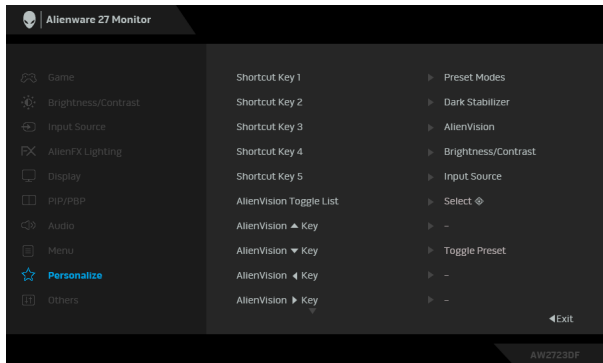 Alienware 27 Monitor
Game
Brightness/Contrast
Input Source
AlienFX Lighting
Display
PIP/PBP
Audio
Menu
Personalize
Others
Shortcut Key 1 Preset Modes
Shortcut Key 2 Dark Stabilizer
Shortcut Key 3 AlienVision
Shortcut Key 4 Brightness/Contrast
Shortcut Key 5 Input Source
AlienVision Toggle List Select
AlienVision ▲ Key -
AlienVision ▼ Key Toggle Preset
AlienVision ◀ Key -
AlienVision ▶ Key -
◀Exit
AW2723DF